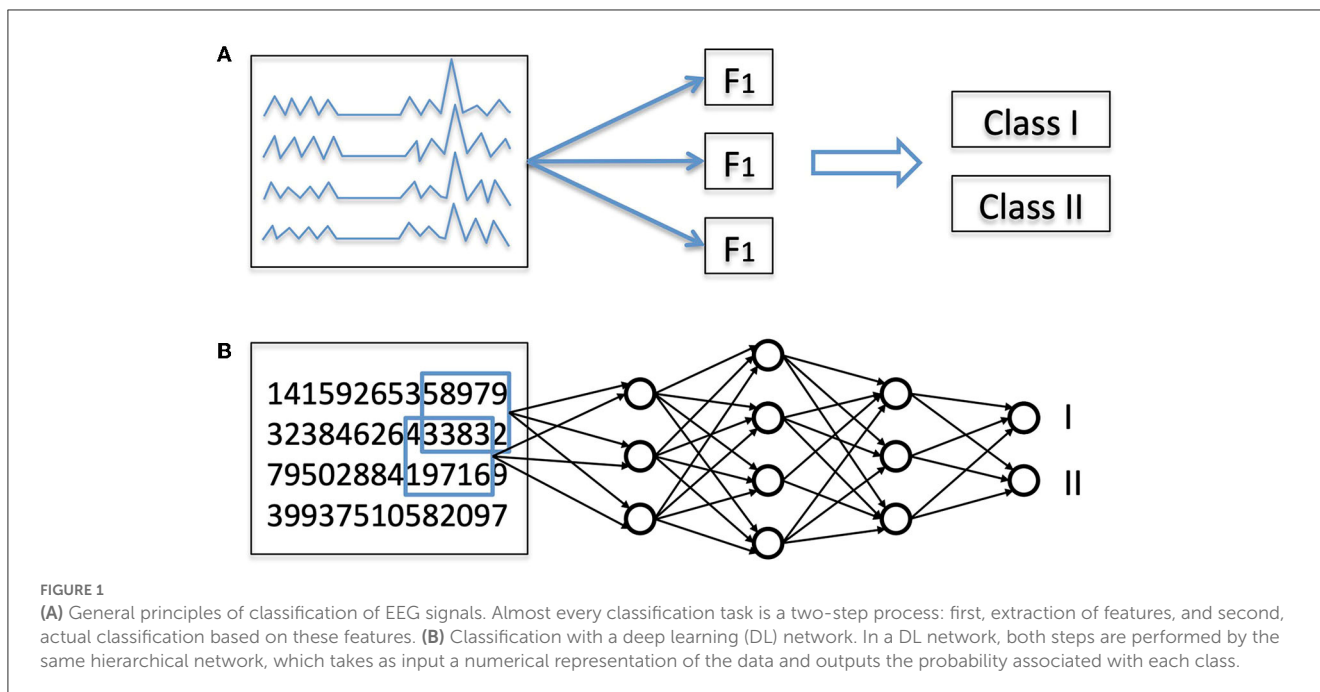 A
F1
F1
F1
Class I
Class II
B
14159265358979
32384626433832
79502884197169
39937510582097
I
II
FIGURE 1
(A) General principles of classification of EEG signals. Almost every classification task is a two-step process: first, extraction of features, and second,
actual classification based on these features. (B) Classification with a deep learning (DL) network. In a DL network, both steps are performed by the
same hierarchical network, which takes as input a numerical representation of the data and outputs the probability associated with each class.